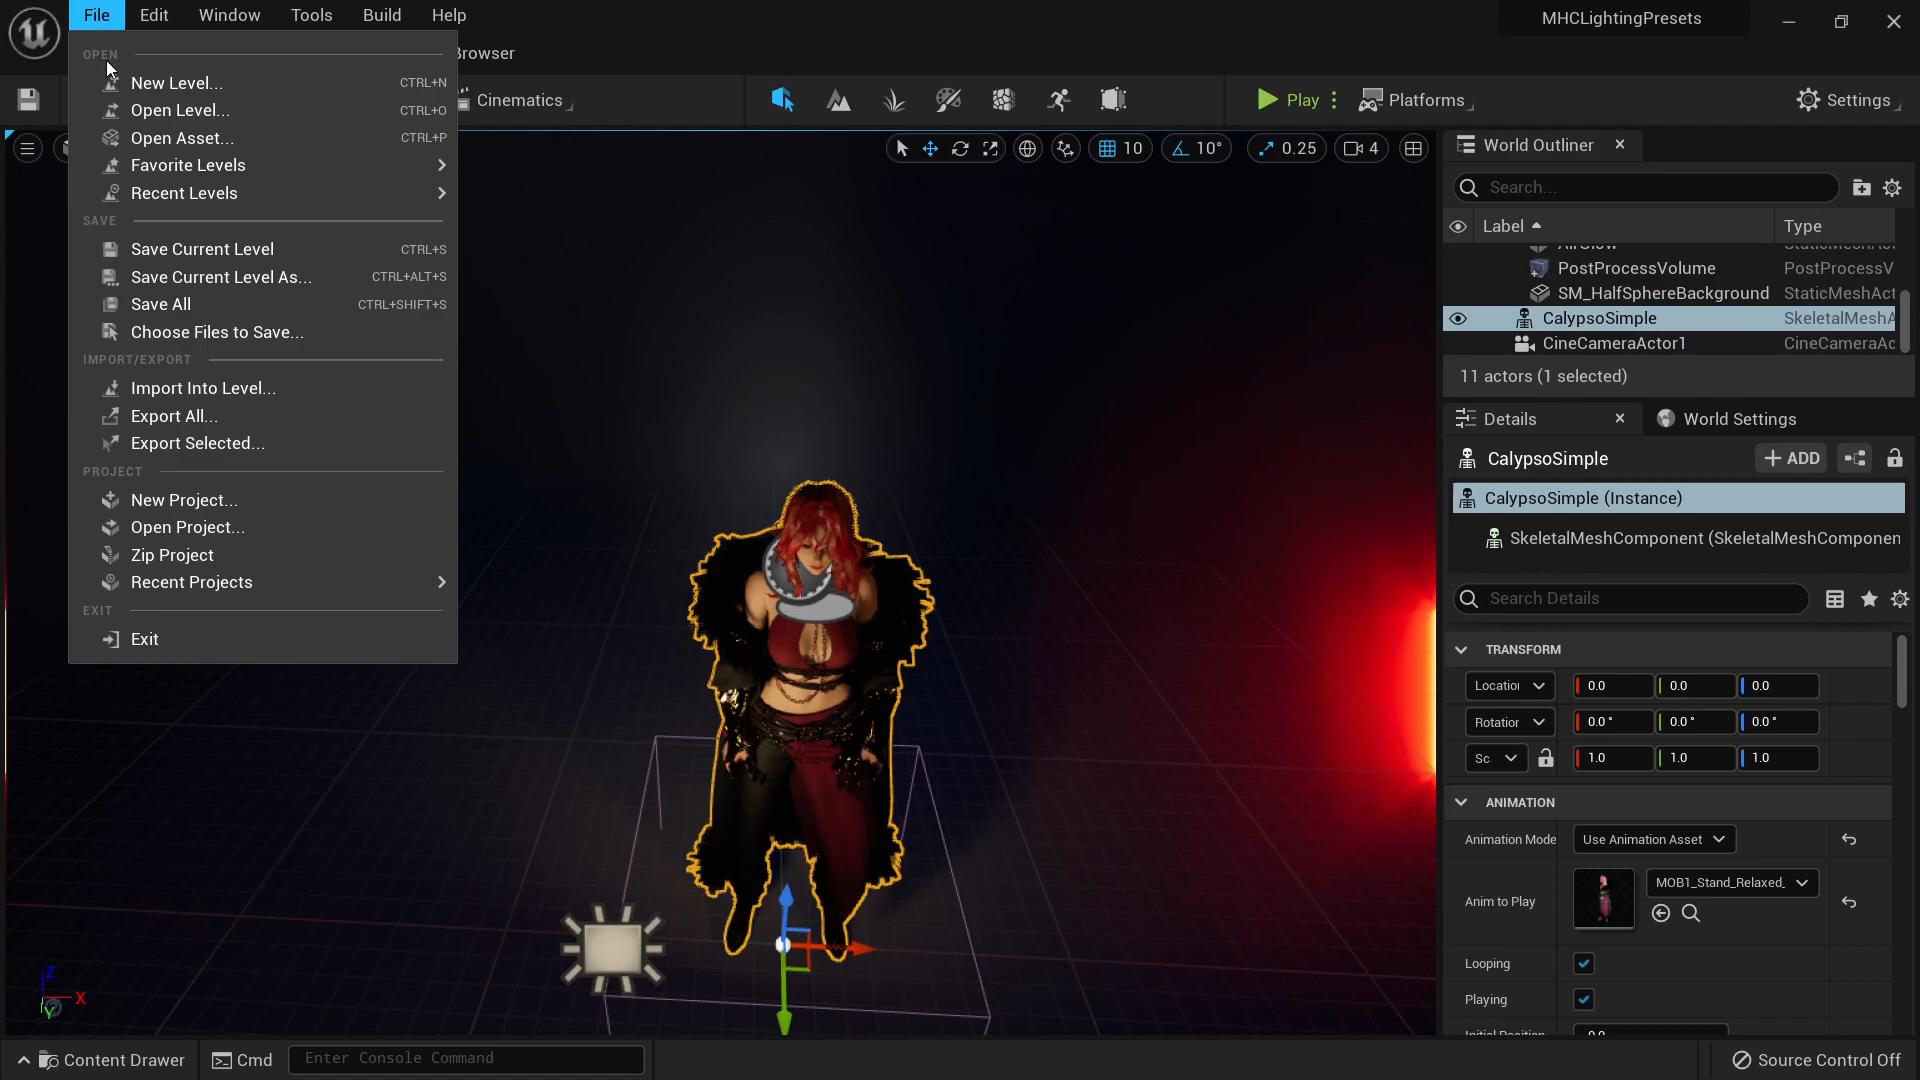 File Edit Window Tools Build Help
MHCLightingPresets
Browser
OPEN
New Level... CTRL+N
Open Level... CTRL+O
Open Asset... CTRL+P
Favorite Levels
Recent Levels
SAVE
Save Current Level CTRL+S
Save Current Level As... CTRL+ALT+S
Save All CTRL+SHIFT+S
Choose Files to Save...
IMPORT/EXPORT
Import Into Level...
Export All...
Export Selected...
PROJECT
New Project...
Open Project...
Zip Project
Recent Projects
EXIT
Exit
Cinematics
Play
Platforms
Settings
10 10° 0.25 4
Z
X
Y
World Outliner
Search...
Label Type
PostProcessVolume PostProcessV
SM_HalfSphereBackground StaticMeshAct
CalypsoSimple SkeletalMeshA
CineCameraActor1 CineCameraAc
11 actors (1 selected)
Details World Settings
CalypsoSimple + ADD
CalypsoSimple (Instance)
SkeletalMeshComponent (SkeletalMeshComponen
Search Details
TRANSFORM
Locatio 0.0 0.0 0.0
Rotatior 0.0° 0.0° 0.0°
Sc 1.0 1.0 1.0
ANIMATION
Animation Mode Use Animation Asset
Anim to Play MOB1_Stand_Relaxed_
Looping
Playing
Content Drawer Cmd Enter Console Command Source Control Off